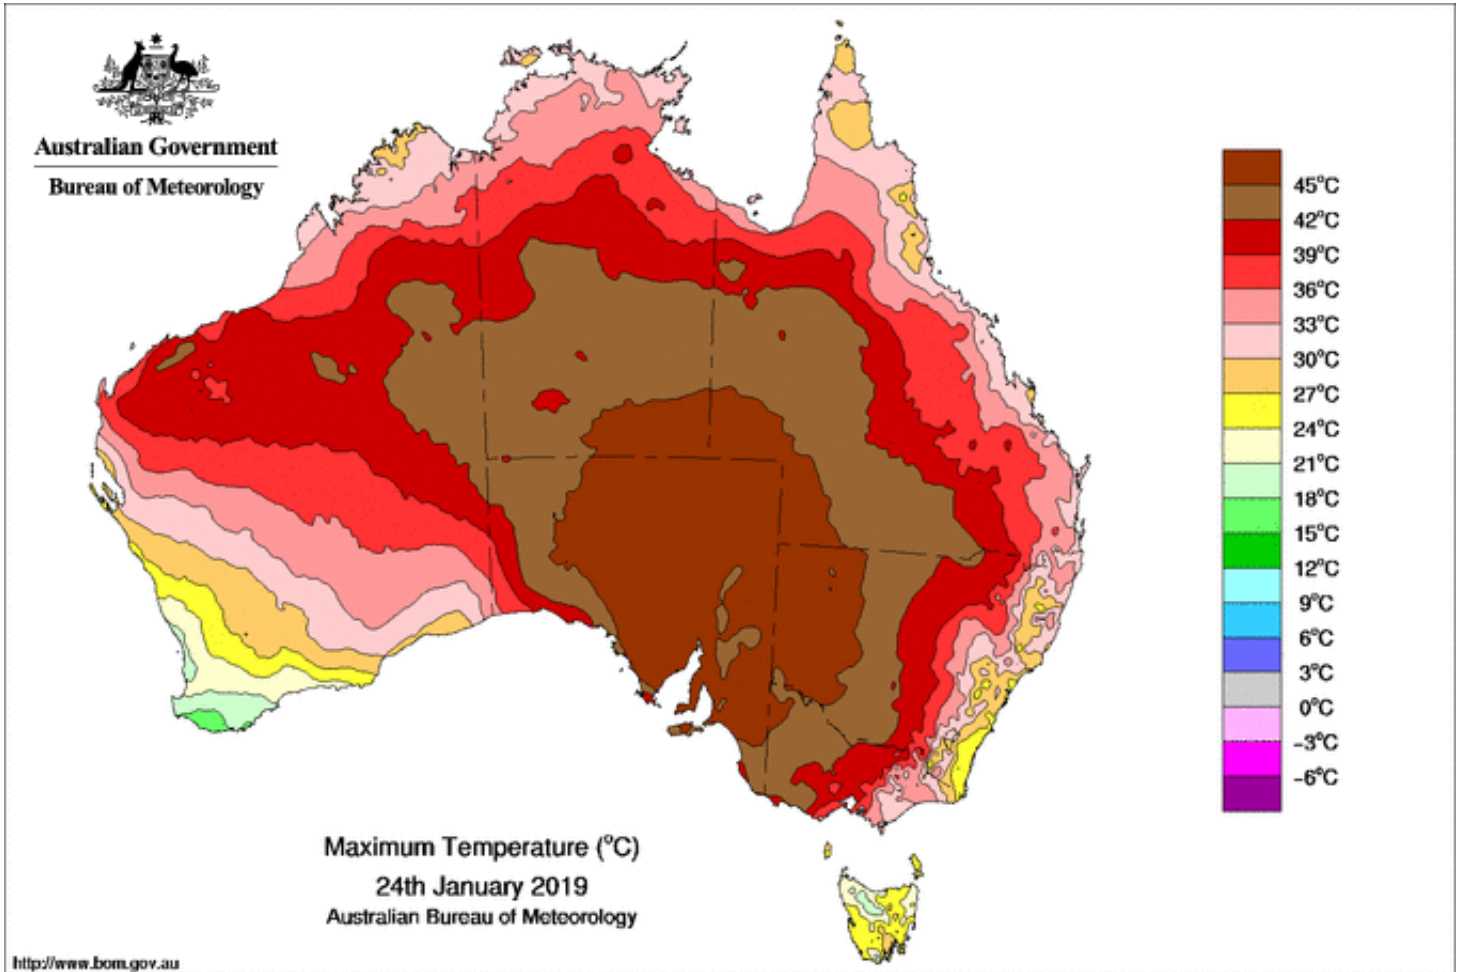 Australian Government
Bureau of Meteorology
45°C
42°C
39°C
36°C
33°C
30°C
27°C
24°C
21°C
18°C
15°C
12°C
9°C
6°C
3°C
0°C
-3°C
-6°C
Maximum Temperature (°C)
24th January 2019
Australian Bureau of Meteorology
http://www.bom.gov.au